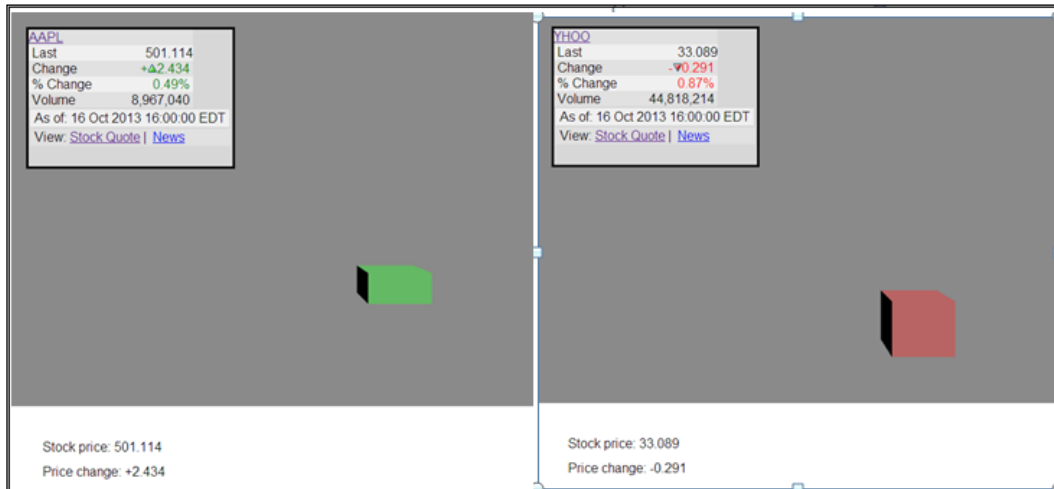 AAPL
Last 501.114
Change +△2.434
% Change 0.49%
Volume 8,967,040
As of: 16 Oct 2013 16:00:00 EDT
View: Stock Quote | News
Stock price: 501.114
Price change: +2.434
YHOO
Last 33.089
Change -▼0.291
% Change 0.87%
Volume 44,818,214
As of: 16 Oct 2013 16:00:00 EDT
View: Stock Quote | News
Stock price: 33.089
Price change: -0.291